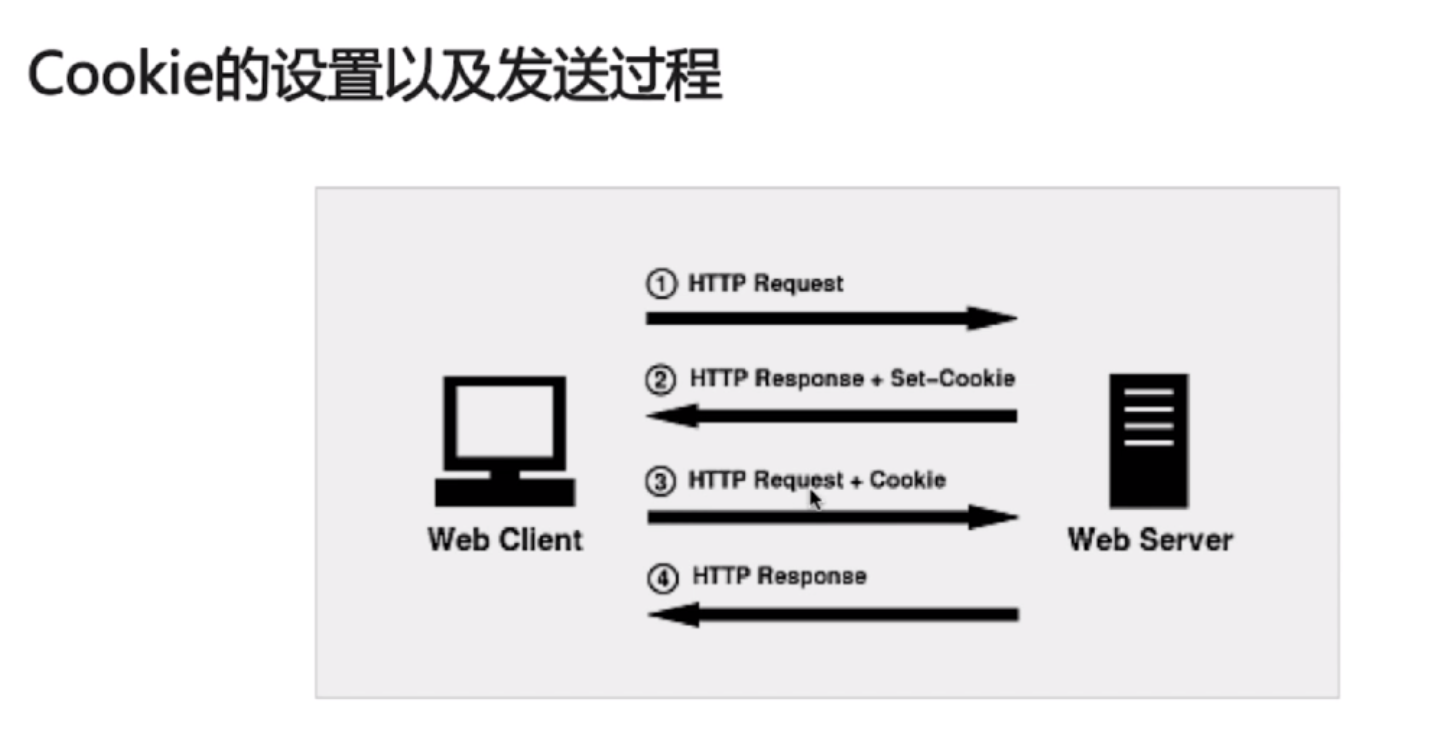 Cookie的设置以及发送过程
① HTTP Request
② HTTP Response + Set-Cookie
③ HTTP Request + Cookie
Web Client
Web Server
④ HTTP Response